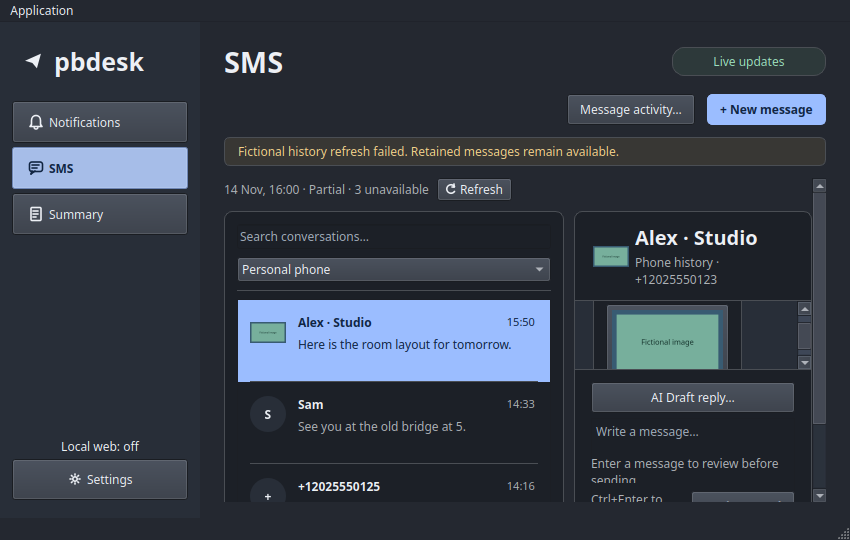 Application
pbdesk
Notifications
SMS
Summary
Local web: off
Settings
SMS
Live updates
Message activity...
+ New message
Fictional history refresh failed. Retained messages remain available.
14 Nov, 16:00 · Partial · 3 unavailable
Refresh
Search conversations...
Personal phone
Alex · Studio
15:50
Here is the room layout for tomorrow.
S
Sam
14:33
See you at the old bridge at 5.
+
+12025550125
14:16
Alex · Studio
Phone history ·
+12025550123
Fictional image
AI Draft reply...
Write a message...
Enter a message to review before
sending
Ctrl+Enter to